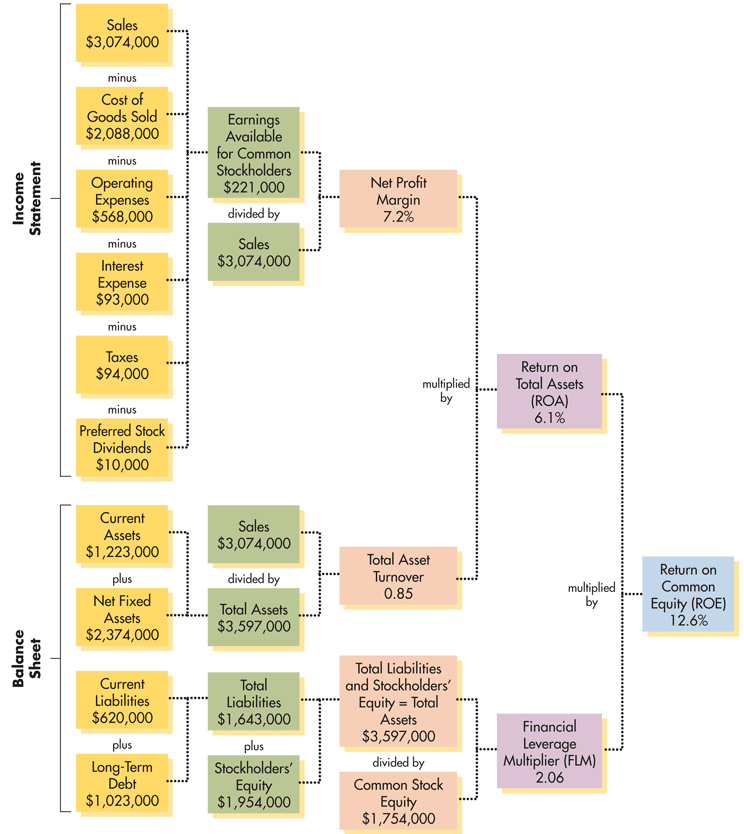 Income
Statement
Sales
$3,074,000
minus
Cost of
Goods Sold
$2,088,000
minus
Operating
Expenses
$568,000
minus
Interest
Expense
$93,000
minus
Taxes
$94,000
minus
Preferred Stock
Dividends
$10,000
Earnings
Available
for Common
Stockholders
$221,000
divided by
Sales
$3,074,000
Net Profit
Margin
7.2%
multiplied
by
Return on
Total Assets
(ROA)
6.1%
Balance
Sheet
Current
Assets
$1,223,000
plus
Net Fixed
Assets
$2,374,000
Sales
$3,074,000
divided by
Total Assets
$3,597,000
Total Asset
Turnover
0.85
multiplied
by
Return on
Common
Equity (ROE)
12.6%
Current
Liabilities
$620,000
plus
Long-Term
Debt
$1,023,000
Total
Liabilities
$1,643,000
plus
Stockholders'
Equity
$1,954,000
Total Liabilities
and Stockholders'
Equity = Total
Assets
$3,597,000
divided by
Common Stock
Equity
$1,754,000
Financial
Leverage
Multiplier (FLM)
2.06